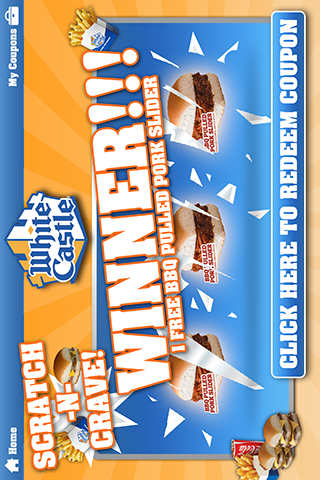 Home
My Coupons
SCRATCH
-N-
CRAVE!
White
Castle
WINNER!!!
1 FREE BBQ PULLED PORK SLIDER
BBQ PULLED
PORK SLIDER
BBQ PULLED
PORK SLIDER
BBQ PULLED
PORK SLIDER
CLICK HERE TO REDEEM COUPON